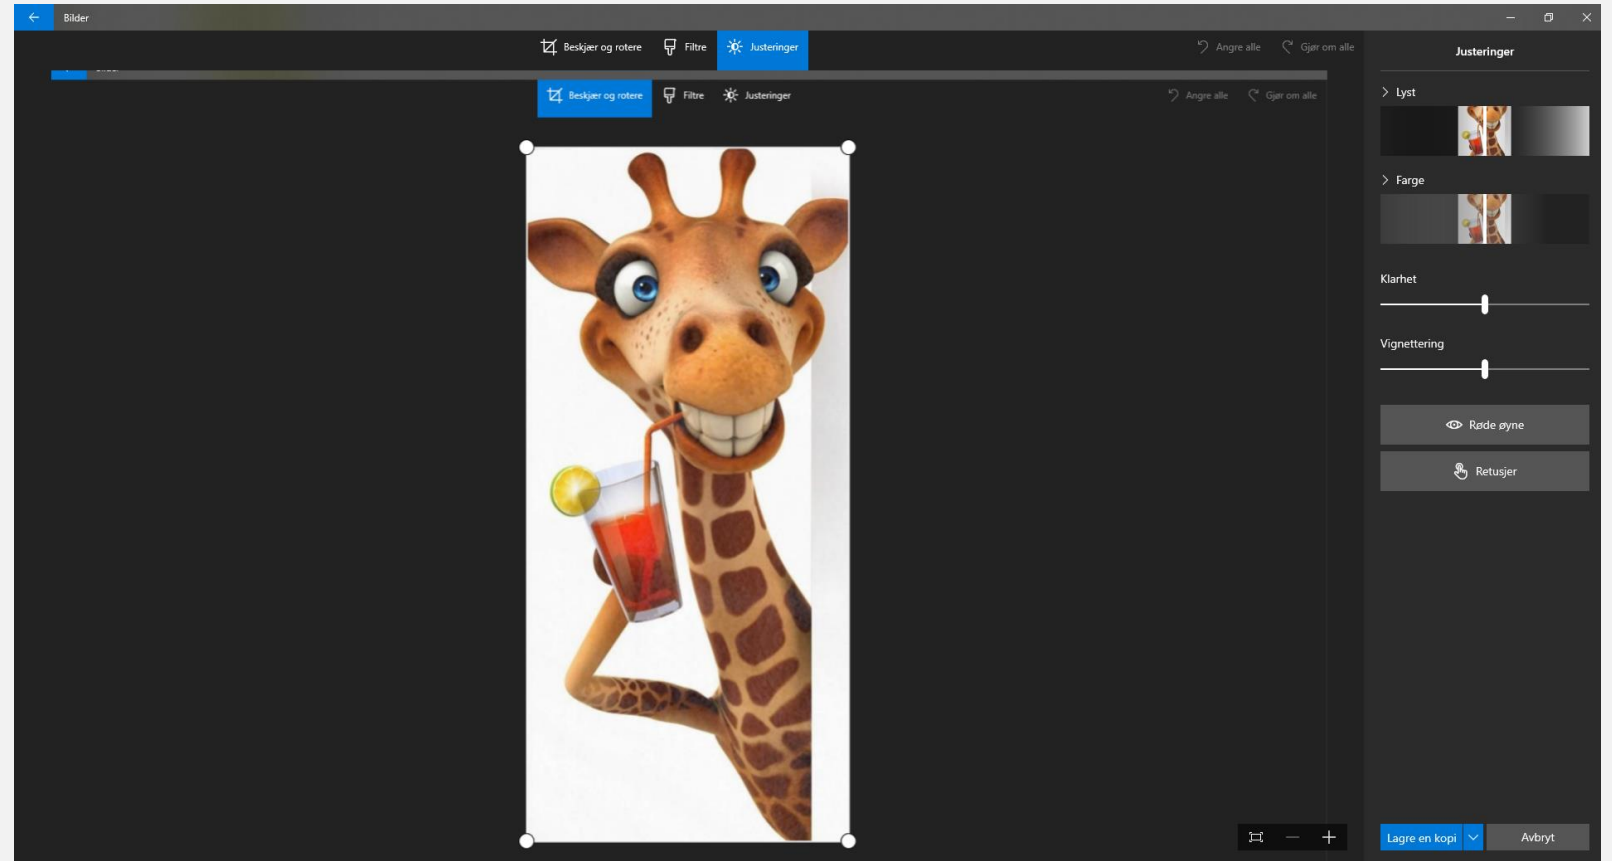 Bilder
Beskjær og rotere
Filtre
Justeringer
Angre alle
Gjør om alle
Beskjær og rotere
Filtre
Justeringer
Angre alle
Gjør om alle
Justeringer
Lyst
Farge
Klarhet
Vignettering
Røde øyne
Retusjer
Lagre en kopi
Avbryt